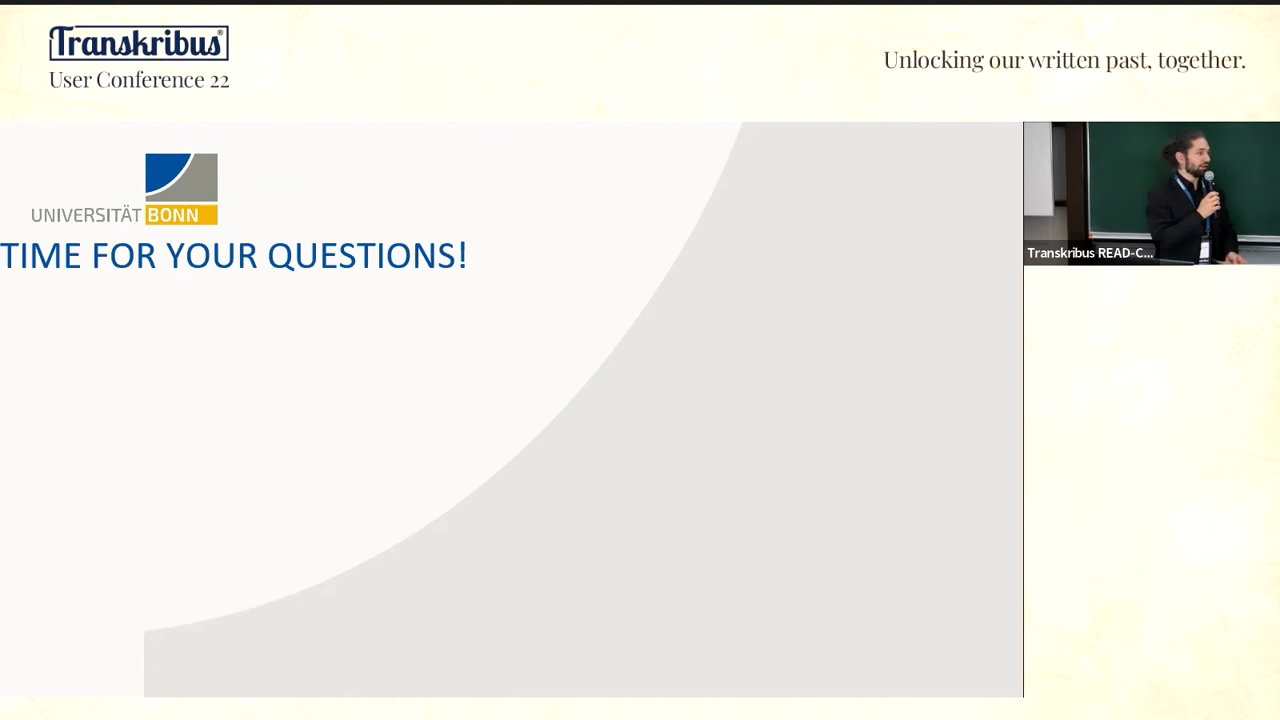 Transkribus®
User Conference 22
Unlocking our written past, together.
UNIVERSITÄT BONN
TIME FOR YOUR QUESTIONS!
Transkribus READ-C...